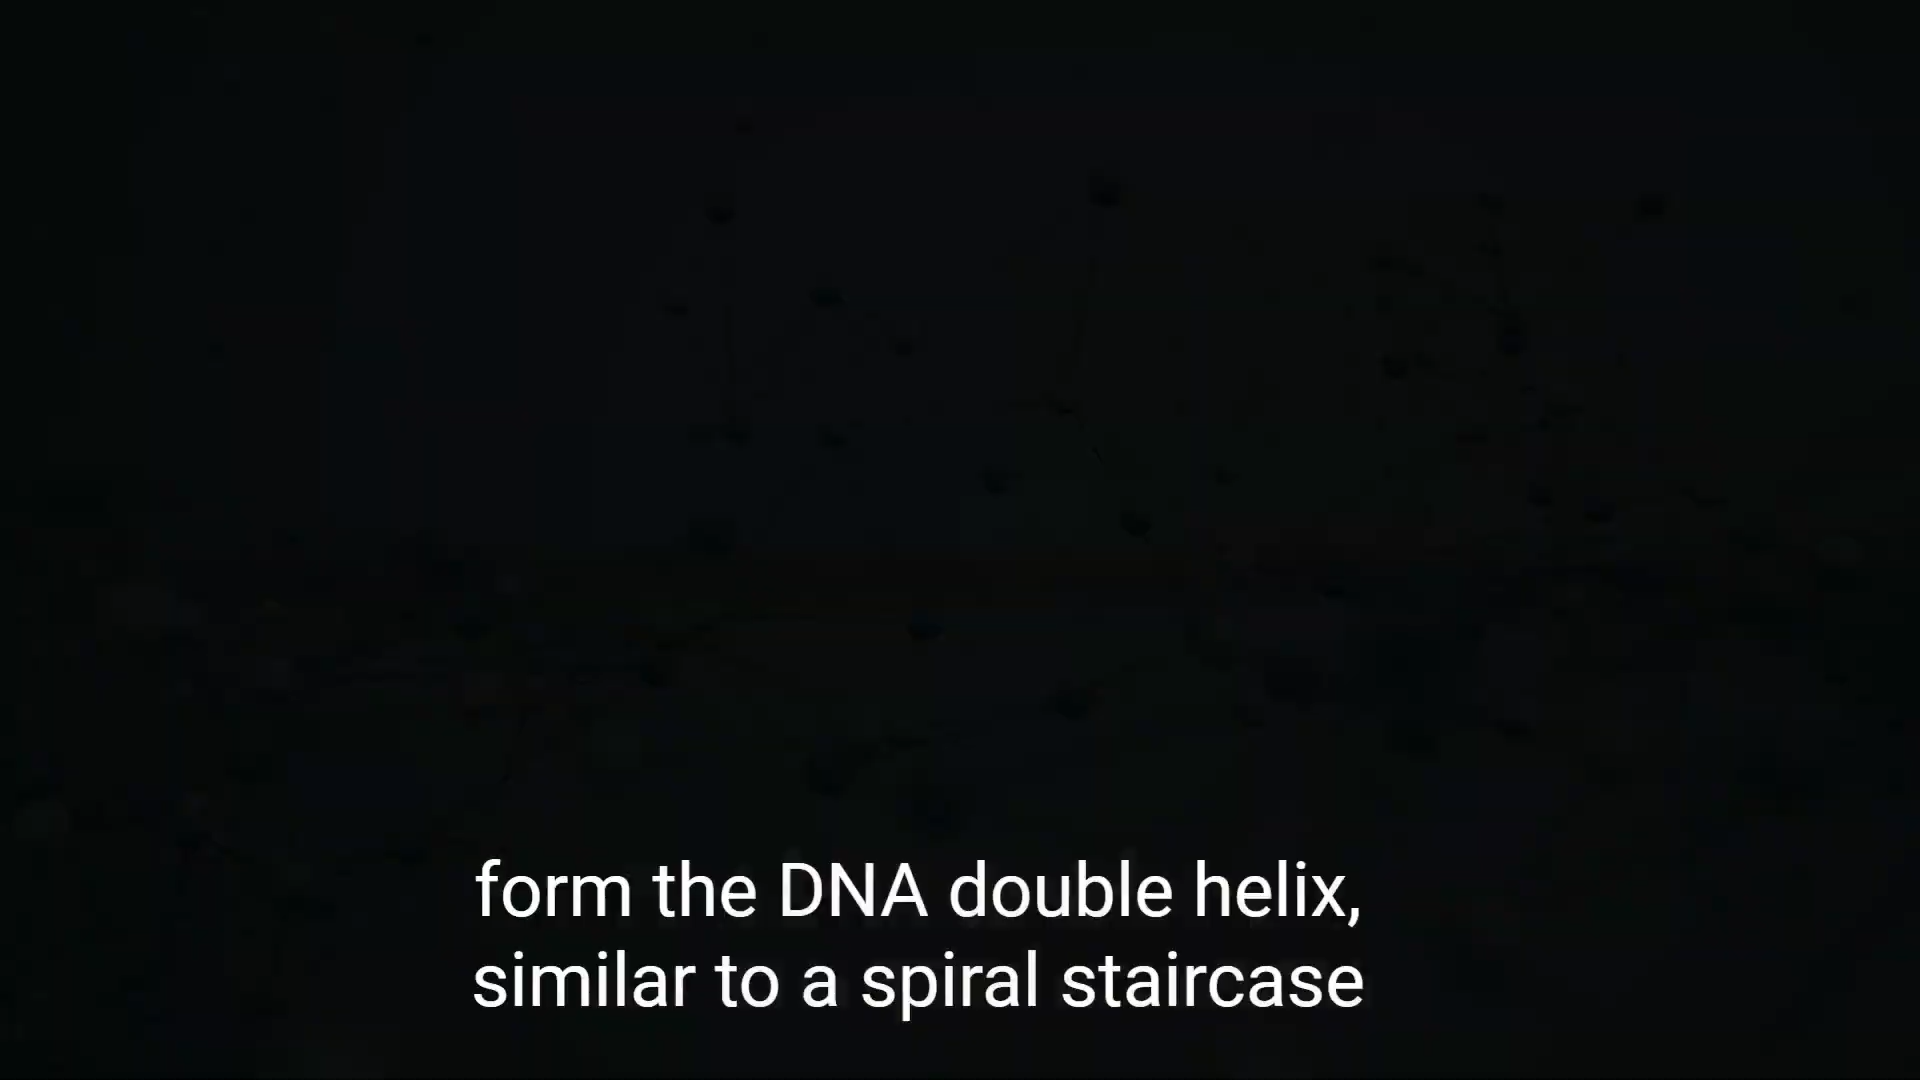 form the DNA double helix,
similar to a spiral staircase